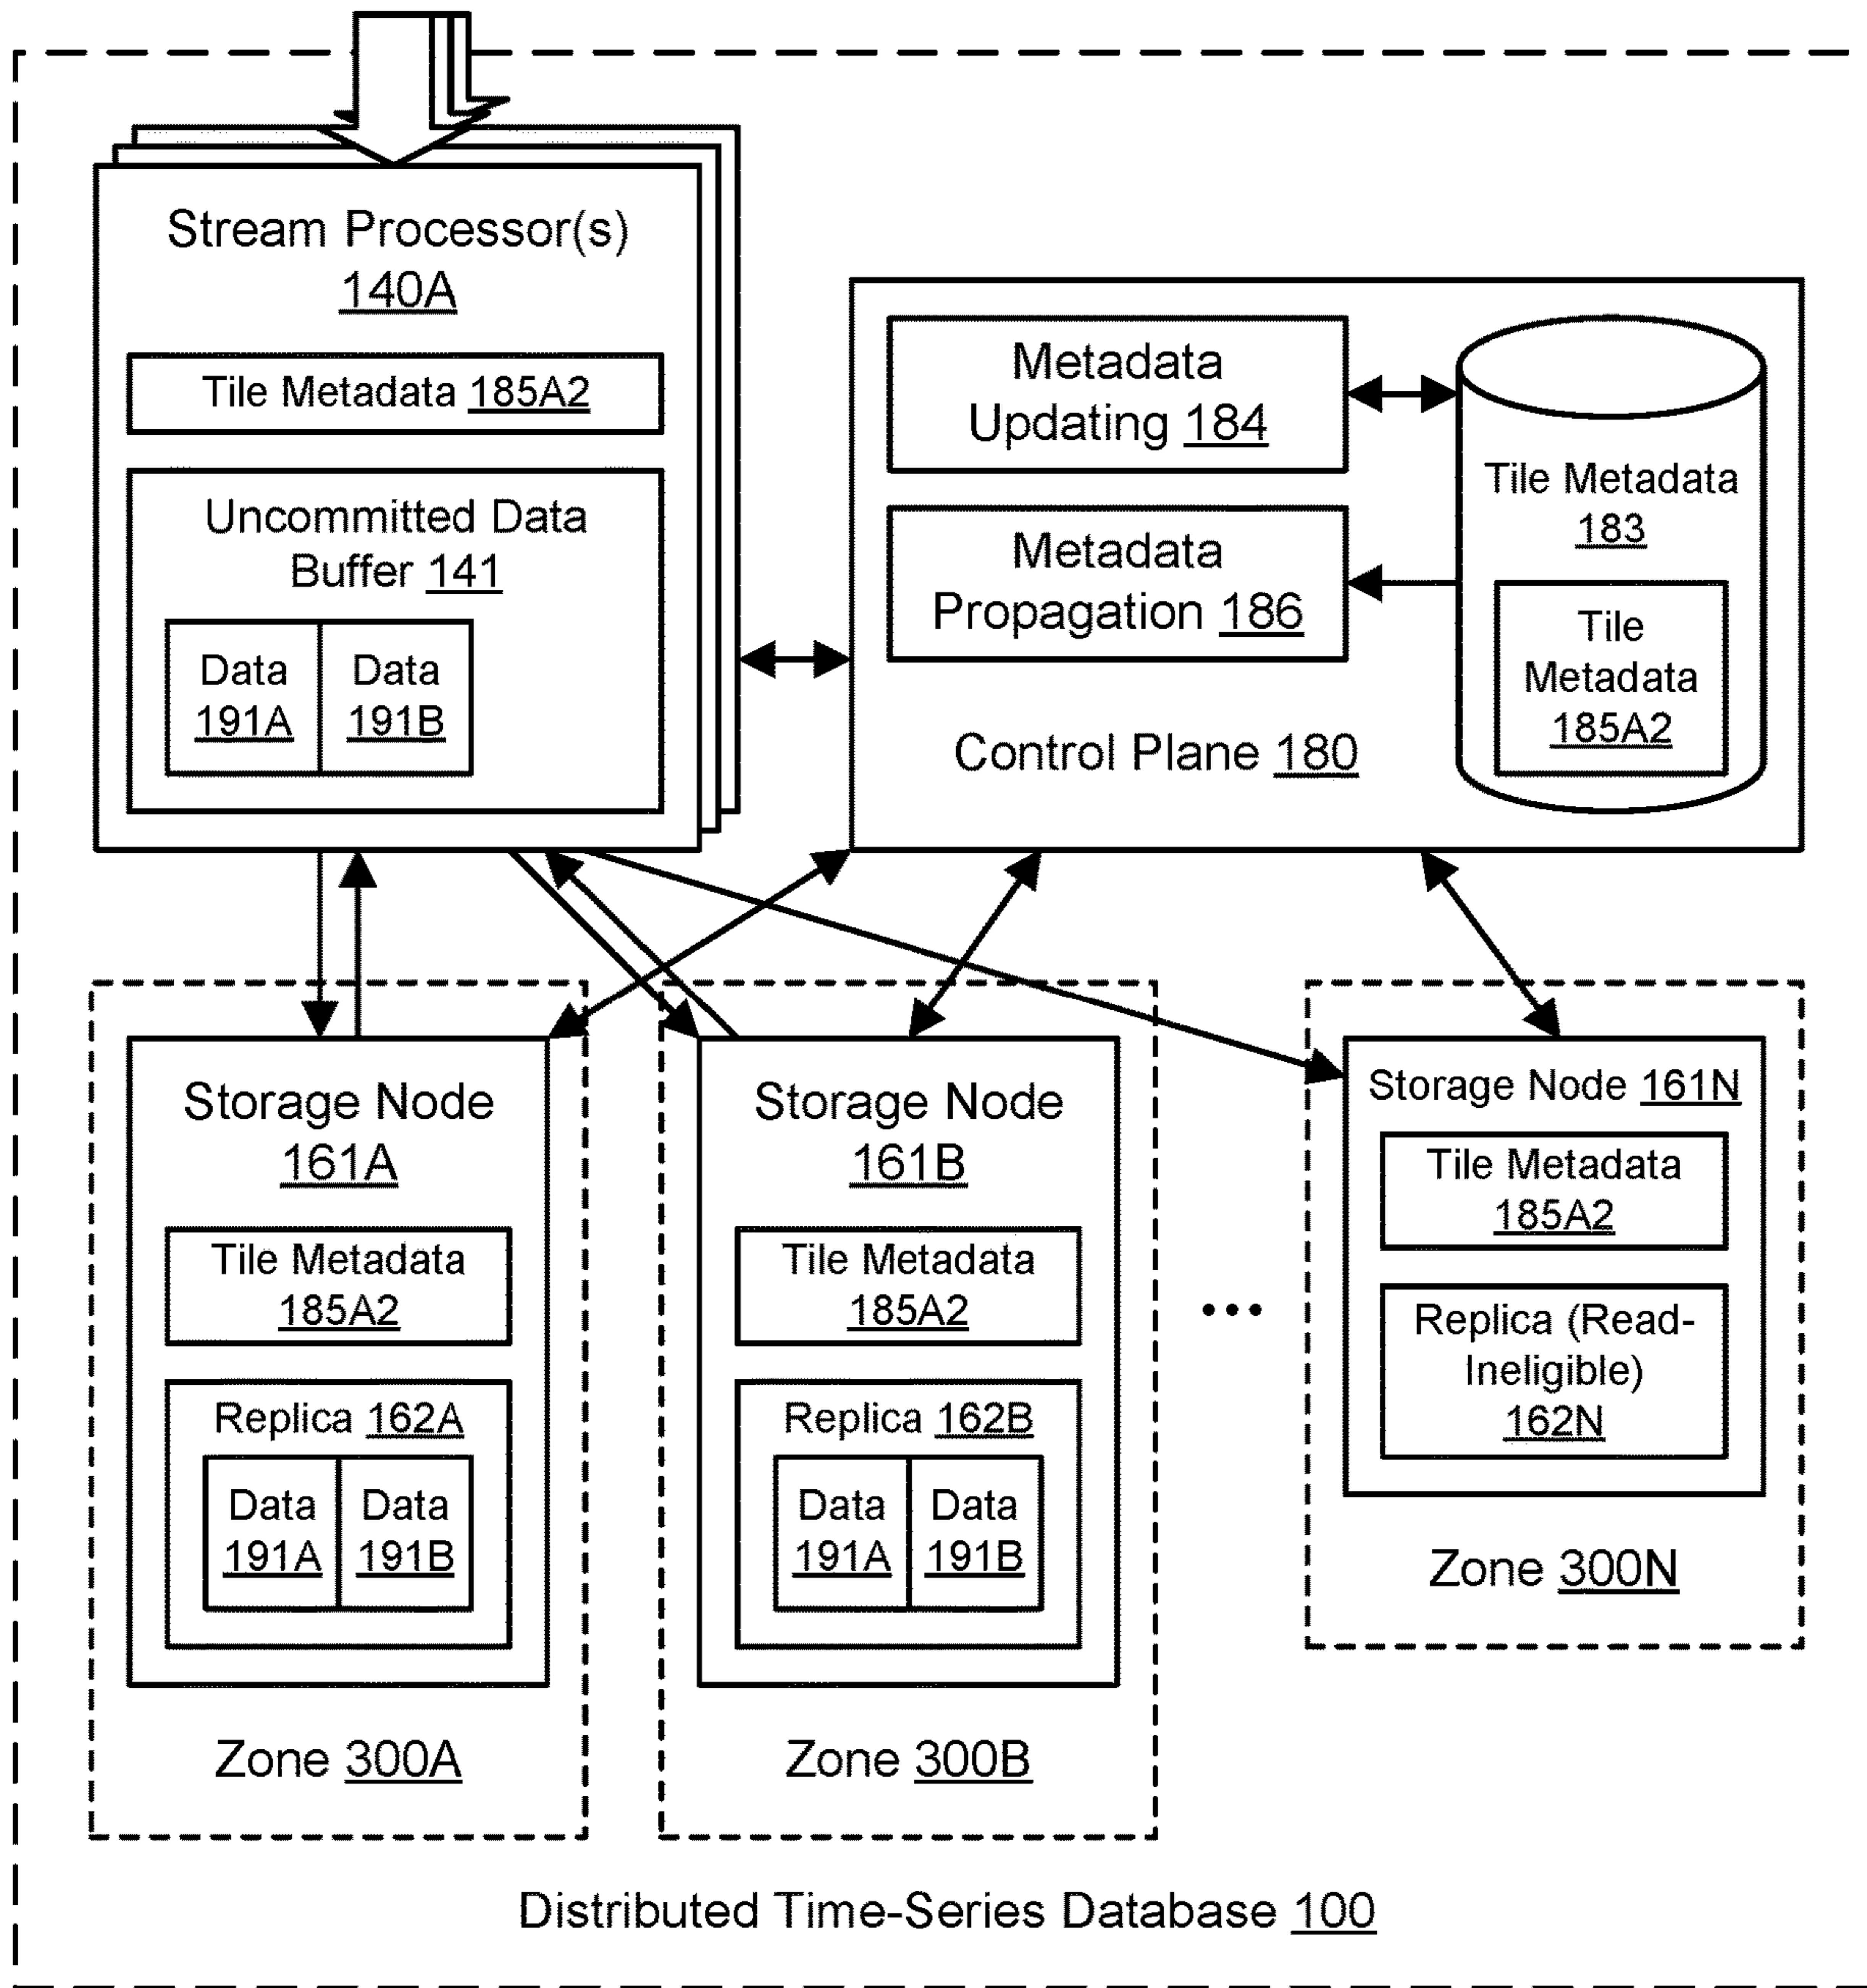 Stream Processor(s)
140A
Tile Metadata 185A2
Uncommitted Data
Buffer 141
Data
191A
Data
191B
Metadata
Updating 184
Metadata
Propagation 186
Tile Metadata
183
Tile
Metadata
185A2
Control Plane 180
Storage Node
161A
Tile Metadata
185A2
Replica 162A
Data
191A
Data
191B
Zone 300A
Storage Node
161B
Tile Metadata
185A2
Replica 162B
Data
191A
Data
191B
Zone 300B
•••
Storage Node 161N
Tile Metadata
185A2
Replica (Read-
Ineligible)
162N
Zone 300N
Distributed Time-Series Database 100